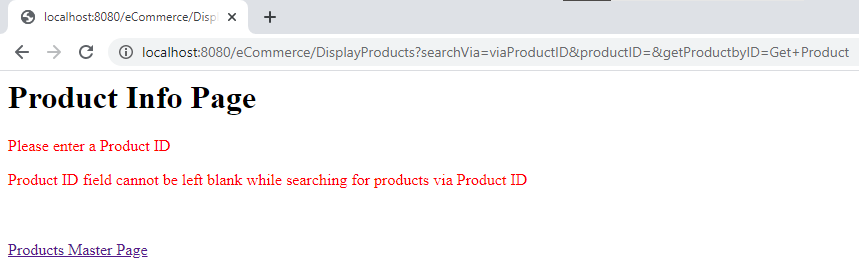 localhost:8080/eCommerce/Disp
localhost:8080/eCommerce/DisplayProducts?searchVia=viaProductID&productID=&getProductbyID=Get+Product
Product Info Page
Please enter a Product ID
Product ID field cannot be left blank while searching for products via Product ID
Products Master Page